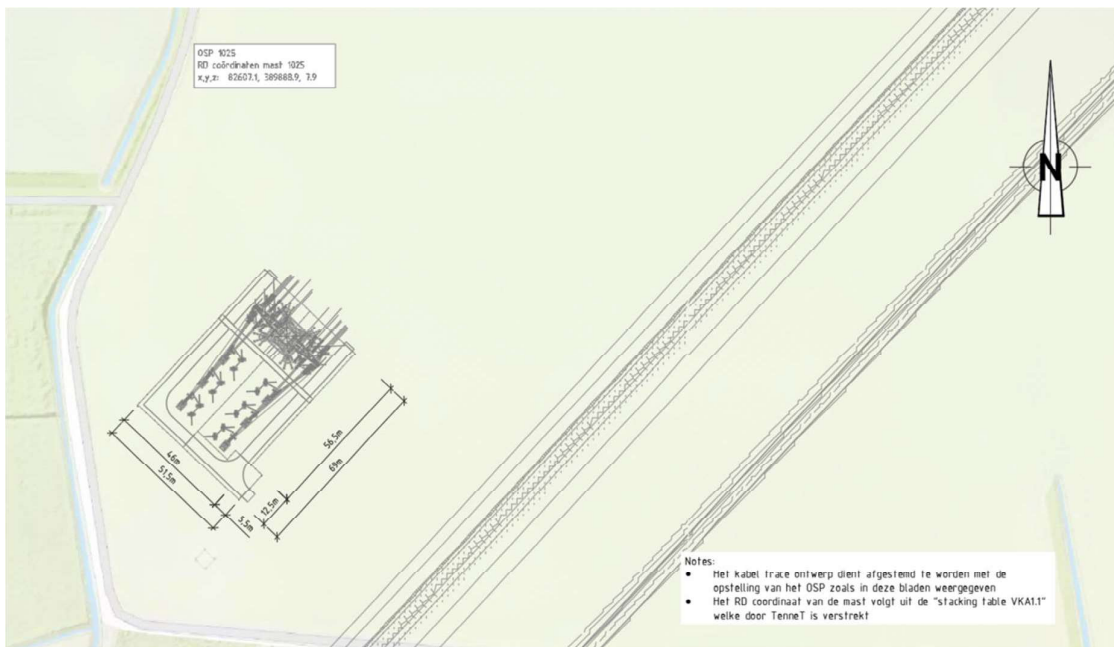 OSP 1025
RD coördinaten mast 1025
x,y,z: 82607.1, 389888.9, 7.9
N
56,5m
69m
46m
51,5m
12,5m
5,5m
Notes:
• Het kabel trace ontwerp dient afgestemd te worden met de
opstelling van het OSP zoals in deze bladen weergegeven
• Het RD coordinaat van de mast volgt uit de "stacking table VKA1.1"
welke door TenneT is verstrekt